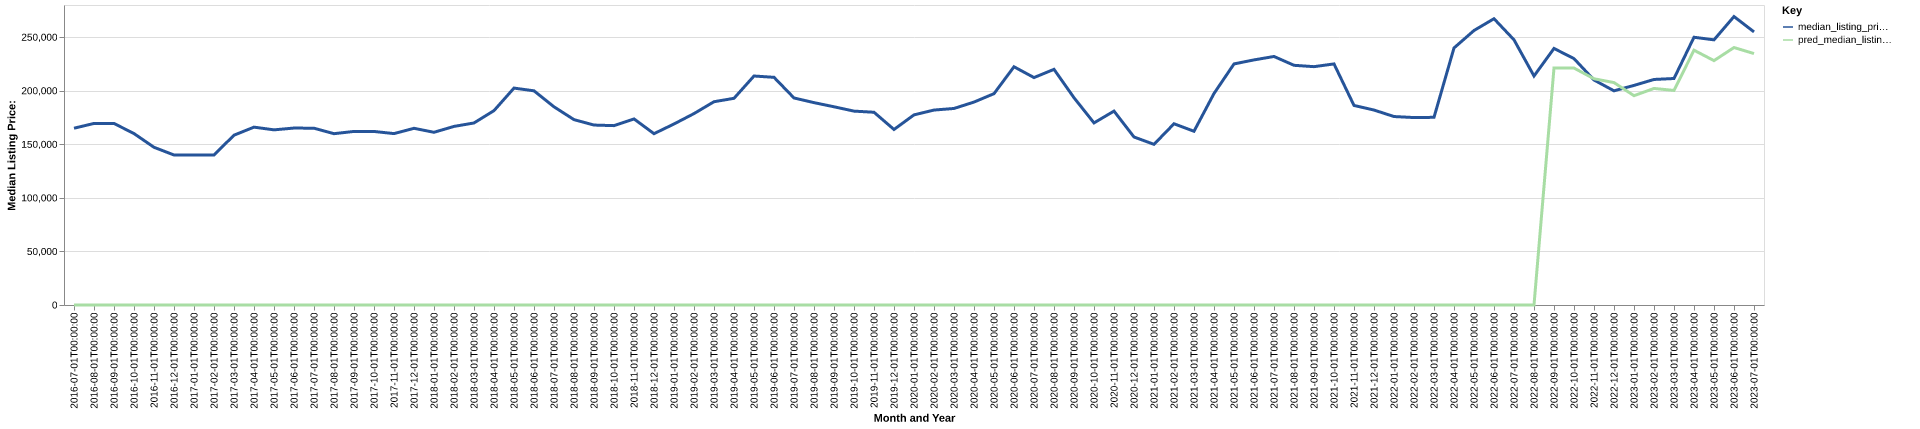 Key
median_listing_pri…
pred_median_listin…
Median Listing Price:
250,000
200,000
150,000
100,000
50,000
0
2016-07-01T00:00:00
2016-08-01T00:00:00
2016-09-01T00:00:00
2016-10-01T00:00:00
2016-11-01T00:00:00
2016-12-01T00:00:00
2017-01-01T00:00:00
2017-02-01T00:00:00
2017-03-01T00:00:00
2017-04-01T00:00:00
2017-05-01T00:00:00
2017-06-01T00:00:00
2017-07-01T00:00:00
2017-08-01T00:00:00
2017-09-01T00:00:00
2017-10-01T00:00:00
2017-11-01T00:00:00
2017-12-01T00:00:00
2018-01-01T00:00:00
2018-02-01T00:00:00
2018-03-01T00:00:00
2018-04-01T00:00:00
2018-05-01T00:00:00
2018-06-01T00:00:00
2018-07-01T00:00:00
2018-08-01T00:00:00
2018-09-01T00:00:00
2018-10-01T00:00:00
2018-11-01T00:00:00
2018-12-01T00:00:00
2019-01-01T00:00:00
2019-02-01T00:00:00
2019-03-01T00:00:00
2019-04-01T00:00:00
2019-05-01T00:00:00
2019-06-01T00:00:00
2019-07-01T00:00:00
2019-08-01T00:00:00
2019-09-01T00:00:00
2019-10-01T00:00:00
2019-11-01T00:00:00
2019-12-01T00:00:00
2020-01-01T00:00:00
2020-02-01T00:00:00
2020-03-01T00:00:00
2020-04-01T00:00:00
2020-05-01T00:00:00
2020-06-01T00:00:00
2020-07-01T00:00:00
2020-08-01T00:00:00
2020-09-01T00:00:00
2020-10-01T00:00:00
2020-11-01T00:00:00
2020-12-01T00:00:00
2021-01-01T00:00:00
2021-02-01T00:00:00
2021-03-01T00:00:00
2021-04-01T00:00:00
2021-05-01T00:00:00
2021-06-01T00:00:00
2021-07-01T00:00:00
2021-08-01T00:00:00
2021-09-01T00:00:00
2021-10-01T00:00:00
2021-11-01T00:00:00
2021-12-01T00:00:00
2022-01-01T00:00:00
2022-02-01T00:00:00
2022-03-01T00:00:00
2022-04-01T00:00:00
2022-05-01T00:00:00
2022-06-01T00:00:00
2022-07-01T00:00:00
2022-08-01T00:00:00
2022-09-01T00:00:00
2022-10-01T00:00:00
2022-11-01T00:00:00
2022-12-01T00:00:00
2023-01-01T00:00:00
2023-02-01T00:00:00
2023-03-01T00:00:00
2023-04-01T00:00:00
2023-05-01T00:00:00
2023-06-01T00:00:00
2023-07-01T00:00:00
Month and Year